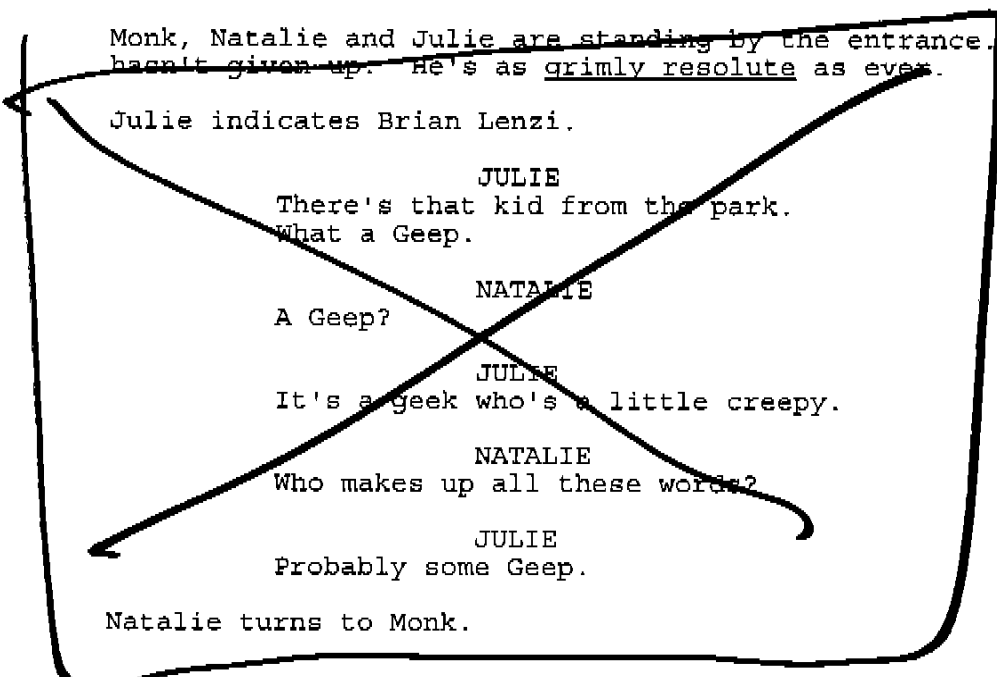 Monk, Natalie and Julie are standing by the entrance.
hasn't given up. He's as grimly resolute as ever.
Julie indicates Brian Lenzi.
JULIE
There's that kid from the park.
What a Geep.
NATALIE
A Geep?
JULIE
It's a geek who's a little creepy.
NATALIE
Who makes up all these words?
JULIE
Probably some Geep.
Natalie turns to Monk.